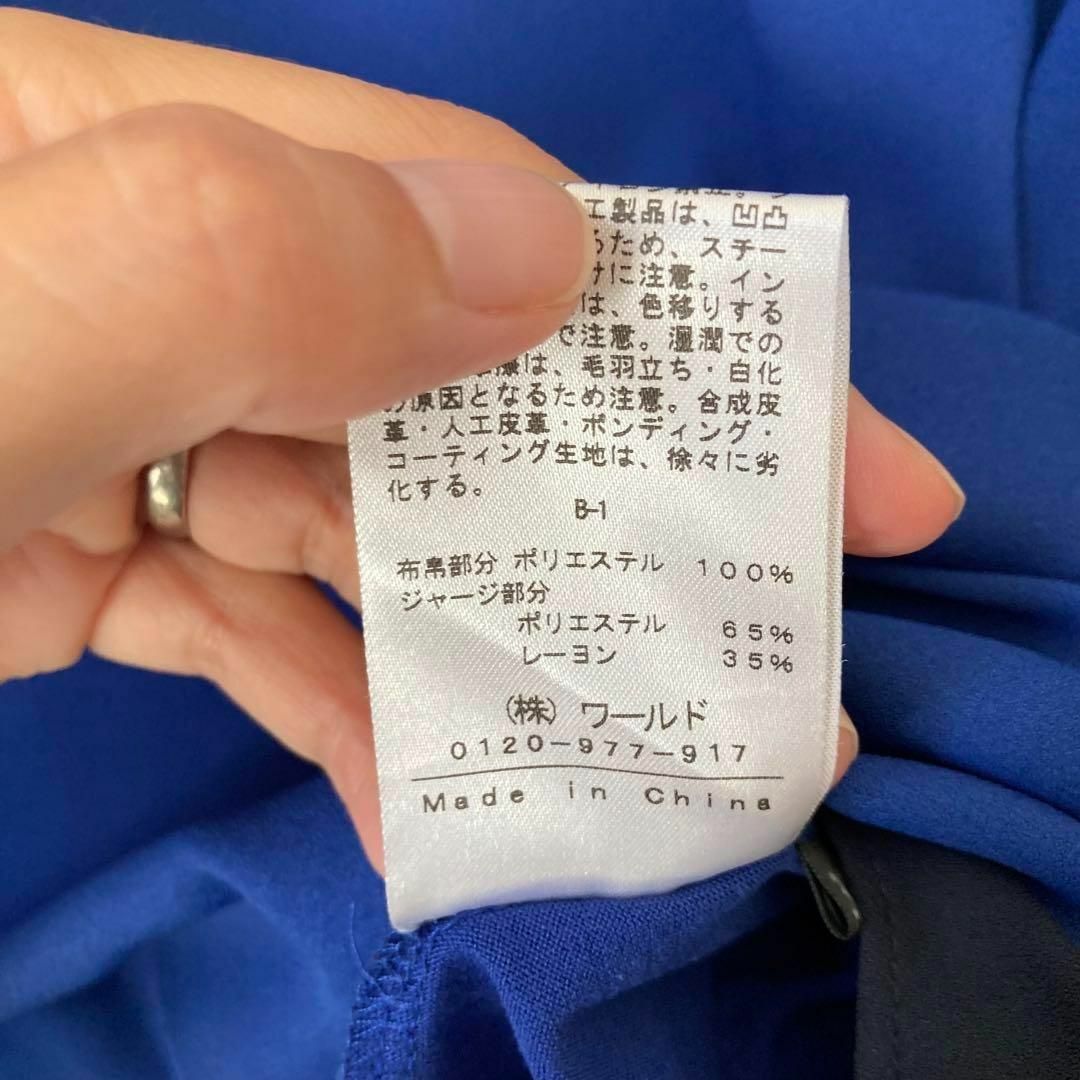 工製品は、凹凸
るため、スチー
けに注意。イン
は、色移りする
で注意。湿潤での
は、毛羽立ち・白化
の原因となるため注意。合成皮
革・人工皮革・ボンディング・
コーティング生地は、徐々に劣
化する。
B-1
布帛部分 ポリエステル 100%
ジャージ部分
ポリエステル 65%
レーヨン 35%
(株) ワールド
0120-977-917
Made in China